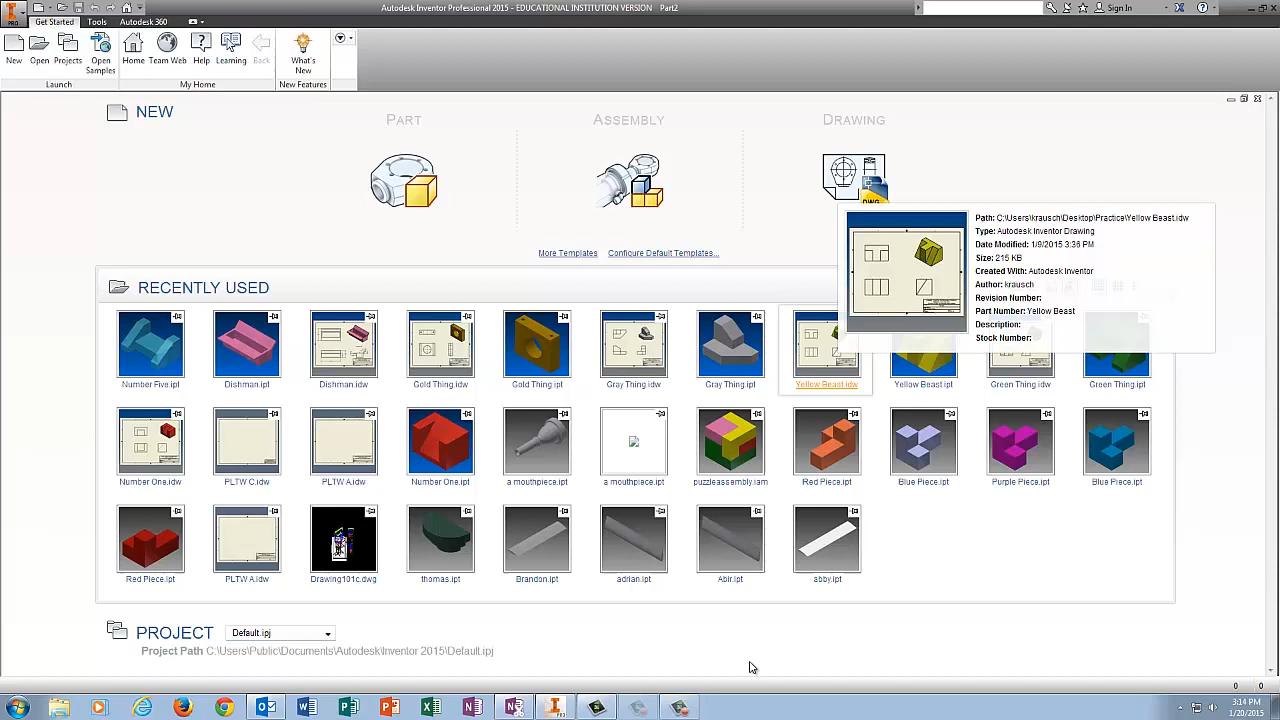 Autodesk Inventor Professional 2015 - EDUCATIONAL INSTITUTION VERSION Part2
Sign In
PRO
Get Started Tools Autodesk 360
New Open Projects Open Samples Home Team Web Help Learning Back What's New
Launch My Home New Features
NEW
PART ASSEMBLY DRAWING
DWG
More Templates Configure Default Templates...
Path: C:\Users\krausch\Desktop\Practice\Yellow Beast.idw
Type: Autodesk Inventor Drawing
Date Modified: 1/9/2015 3:36 PM
Size: 215 KB
Created With: Autodesk Inventor
Author: krausch
Revision Number:
Part Number: Yellow Beast
Description:
Stock Number:
RECENTLY USED
Number Five.ipt Dishman.ipt Dishman.idw Gold Thing.idw Gold Thing.ipt Gray Thing.idw Gray Thing.ipt Yellow Beast.idw Yellow Beast.ipt Green Thing.idw Green Thing.ipt
Number One.idw PLTW C.idw PLTW A.idw Number One.ipt a mouthpiece.ipt a mouthpiece.ipt puzzleassembly.iam Red Piece.ipt Blue Piece.ipt Purple Piece.ipt Blue Piece.ipt
Red Piece.ipt PLTW A.idw Drawing101c.dwg thomas.ipt Brandon.ipt adrian.ipt Abir.ipt abby.ipt
PROJECT Default.ipj
Project Path C:\Users\Public\Documents\Autodesk\Inventor 2015\Default.ipj
0 0
3:14 PM
1/20/2015